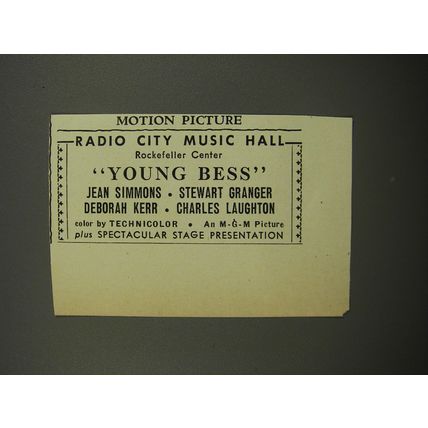 MOTION PICTURE
RADIO CITY MUSIC HALL
Rockefeller Center
"YOUNG BESS"
JEAN SIMMONS • STEWART GRANGER
DEBORAH KERR • CHARLES LAUGHTON
color by TECHNICOLOR • An M-G-M Picture
plus SPECTACULAR STAGE PRESENTATION